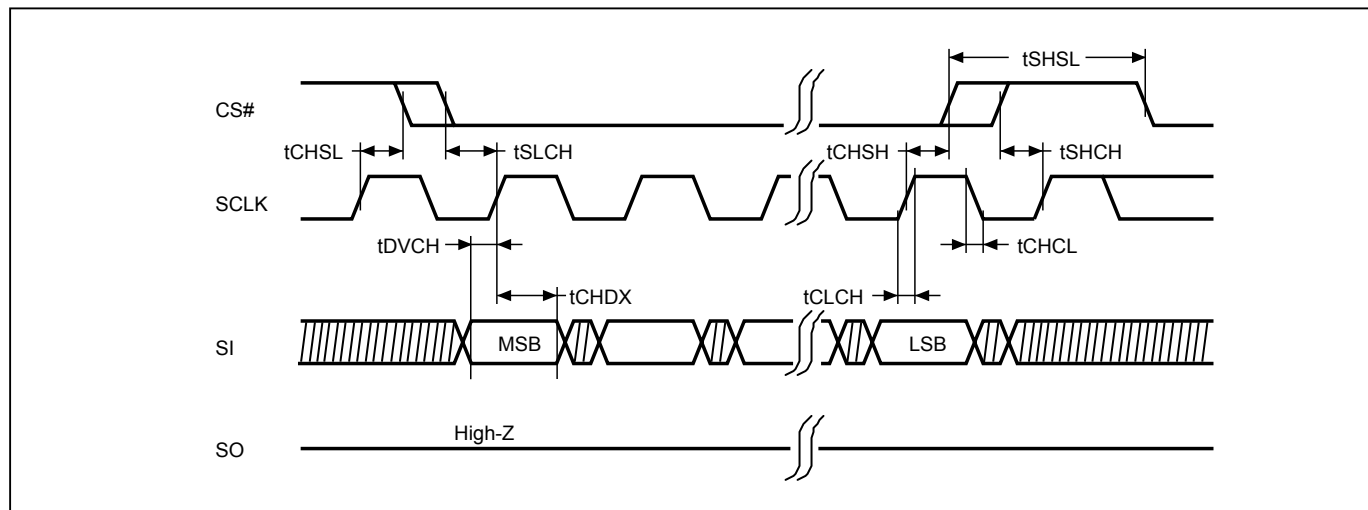 tSHSL
CS#
tCHSL
tSLCH
tCHSH
tSHCH
SCLK
tDVCH
tCHCL
tCHDX
tCLCH
SI
MSB
LSB
High-Z
SO